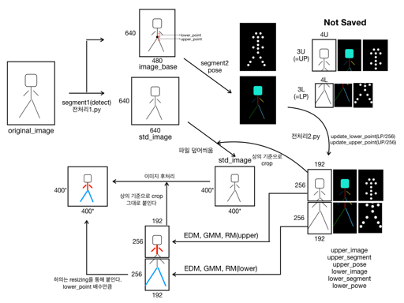 Not Saved
lower_point
upper_point
640
480
image_base
segment2
pose
4U
3U
(=UP)
4L
3L
(=LP)
segment1(detect)
전처리1.py
original_image
640
640
std_image
전처리2.py
update_lower_point(LP/256)
update_upper_point(UP/256)
파일 덮어씌움
상의 기준으로
crop
std_image
이미지 후처리
400*
400*
상의 기준으로 crop
그대로 붙인다
400*
400*
192
256
256
192
192
256
EDM, GMM, RM(upper)
256
192
EDM, GMM, RM(lower)
하의는 resizing을 통해 붙인다.
lower_point 배수만큼
upper_image
upper_segment
upper_pose
lower_image
lower_segment
lower_powe